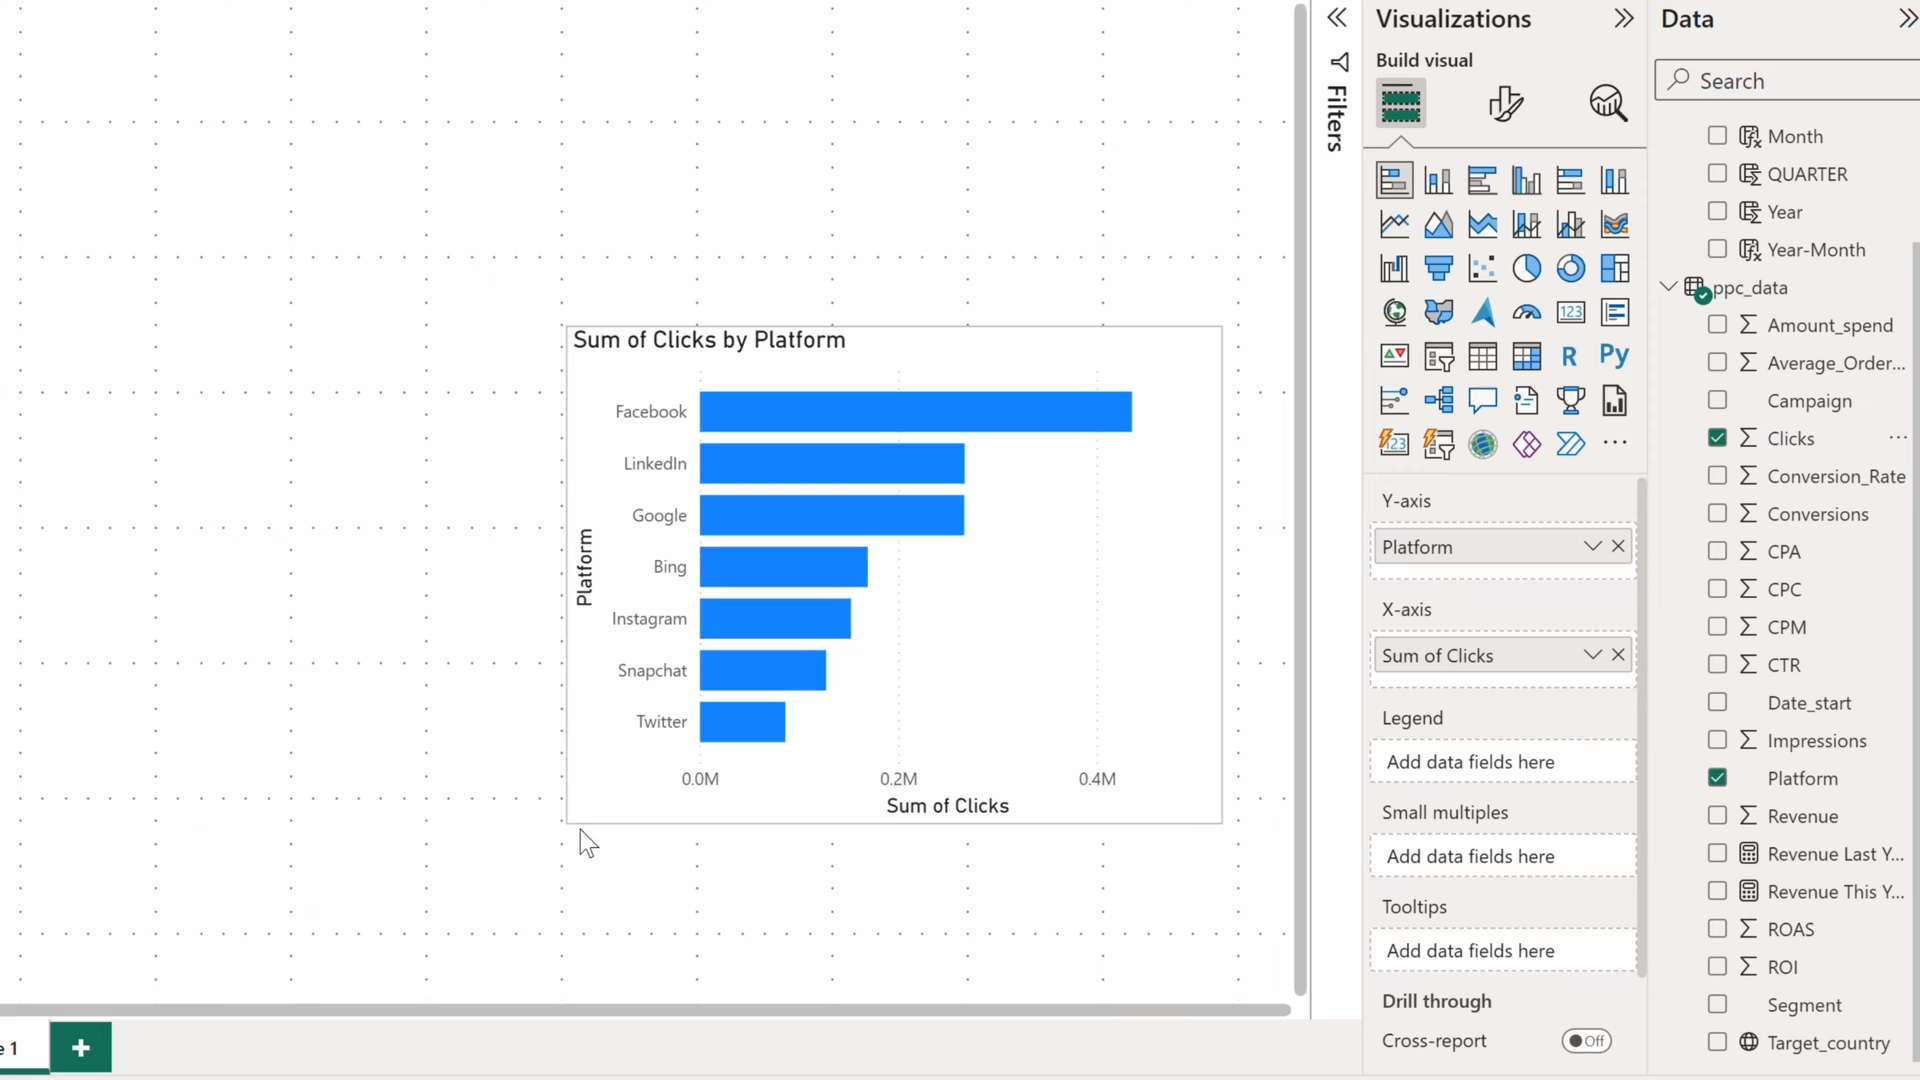 Sum of Clicks by Platform
Platform
Facebook
LinkedIn
Google
Bing
Instagram
Snapchat
Twitter
0.0M 0.2M 0.4M
Sum of Clicks
e 1
Filters
Visualizations
Build visual
123
R
Py
123
Y-axis
Platform
X-axis
Sum of Clicks
Legend
Add data fields here
Small multiples
Add data fields here
Tooltips
Add data fields here
Drill through
Cross-report Off
Data
Search
Month
QUARTER
Year
Year-Month
ppc_data
Amount_spend
Average_Order...
Campaign
Clicks ...
Conversion_Rate
Conversions
CPA
CPC
CPM
CTR
Date_start
Impressions
Platform
Revenue
Revenue Last Y...
Revenue This Y...
ROAS
ROI
Segment
Target_country